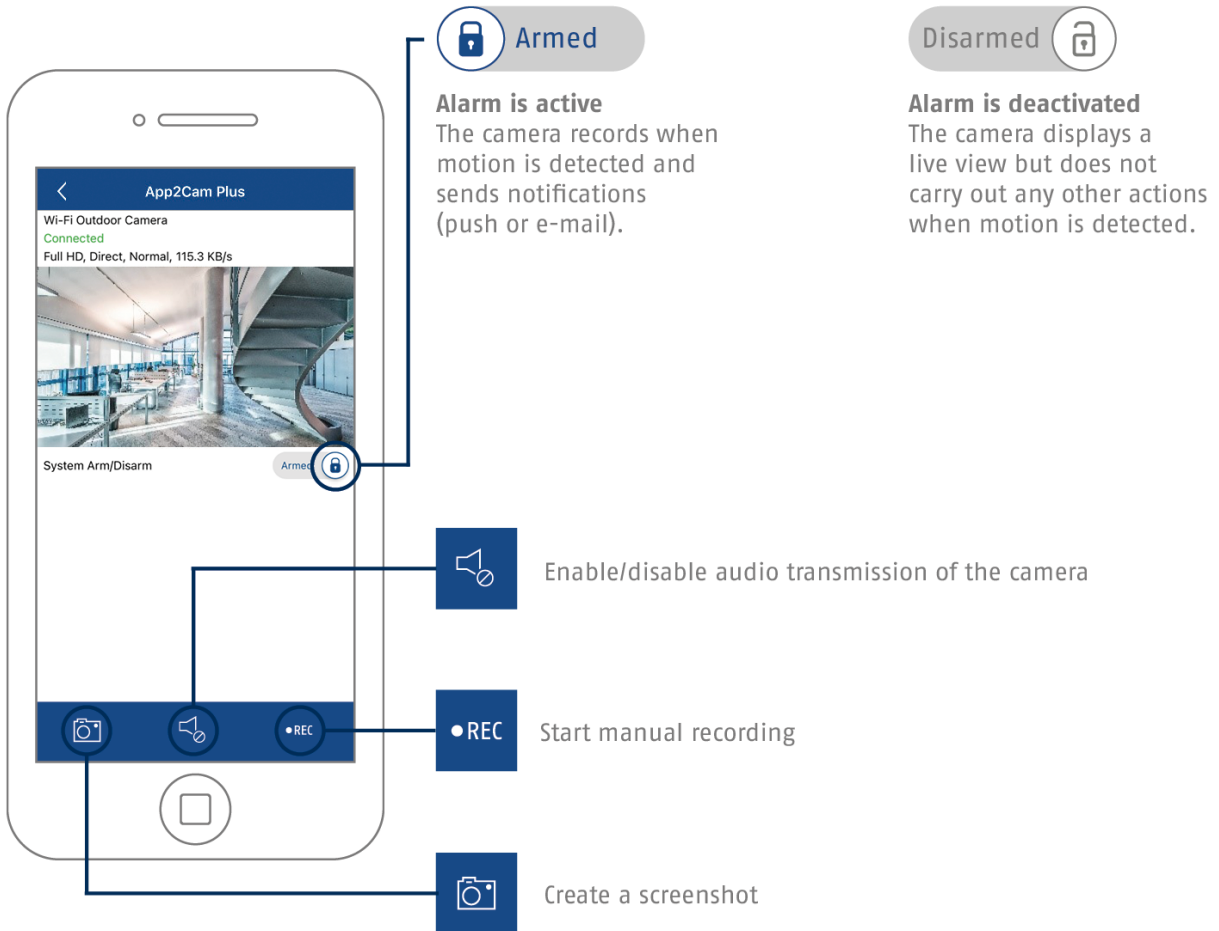 Armed
Alarm is active
The camera records when
motion is detected and
sends notifications
(push or e-mail).
Disarmed
Alarm is deactivated
The camera displays a
live view but does not
carry out any other actions
when motion is detected.
App2Cam Plus
Wi-Fi Outdoor Camera
Connected
Full HD, Direct, Normal, 115.3 KB/s
System Arm/Disarm
Armed
REC
Enable/disable audio transmission of the camera
REC
Start manual recording
Create a screenshot